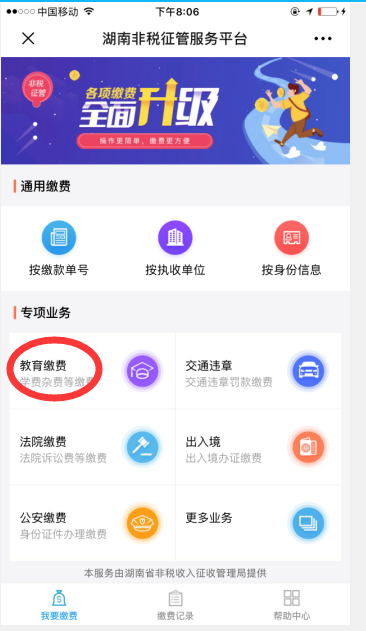 中国移动 下午8:06
湖南非税征管服务平台
非税
征管
各项缴费
全面升级
操作更简单,缴费更方便
通用缴费
按缴款单号 按执收单位 按身份信息
专项业务
教育缴费 交通违章
学费杂费等缴费 交通违章罚款缴费
法院缴费 出入境
法院诉讼费等缴费 出入境办证缴费
公安缴费 更多业务
身份证件办理缴费
本服务由湖南省非税收入征收管理局提供
我要缴费 缴费记录 帮助中心